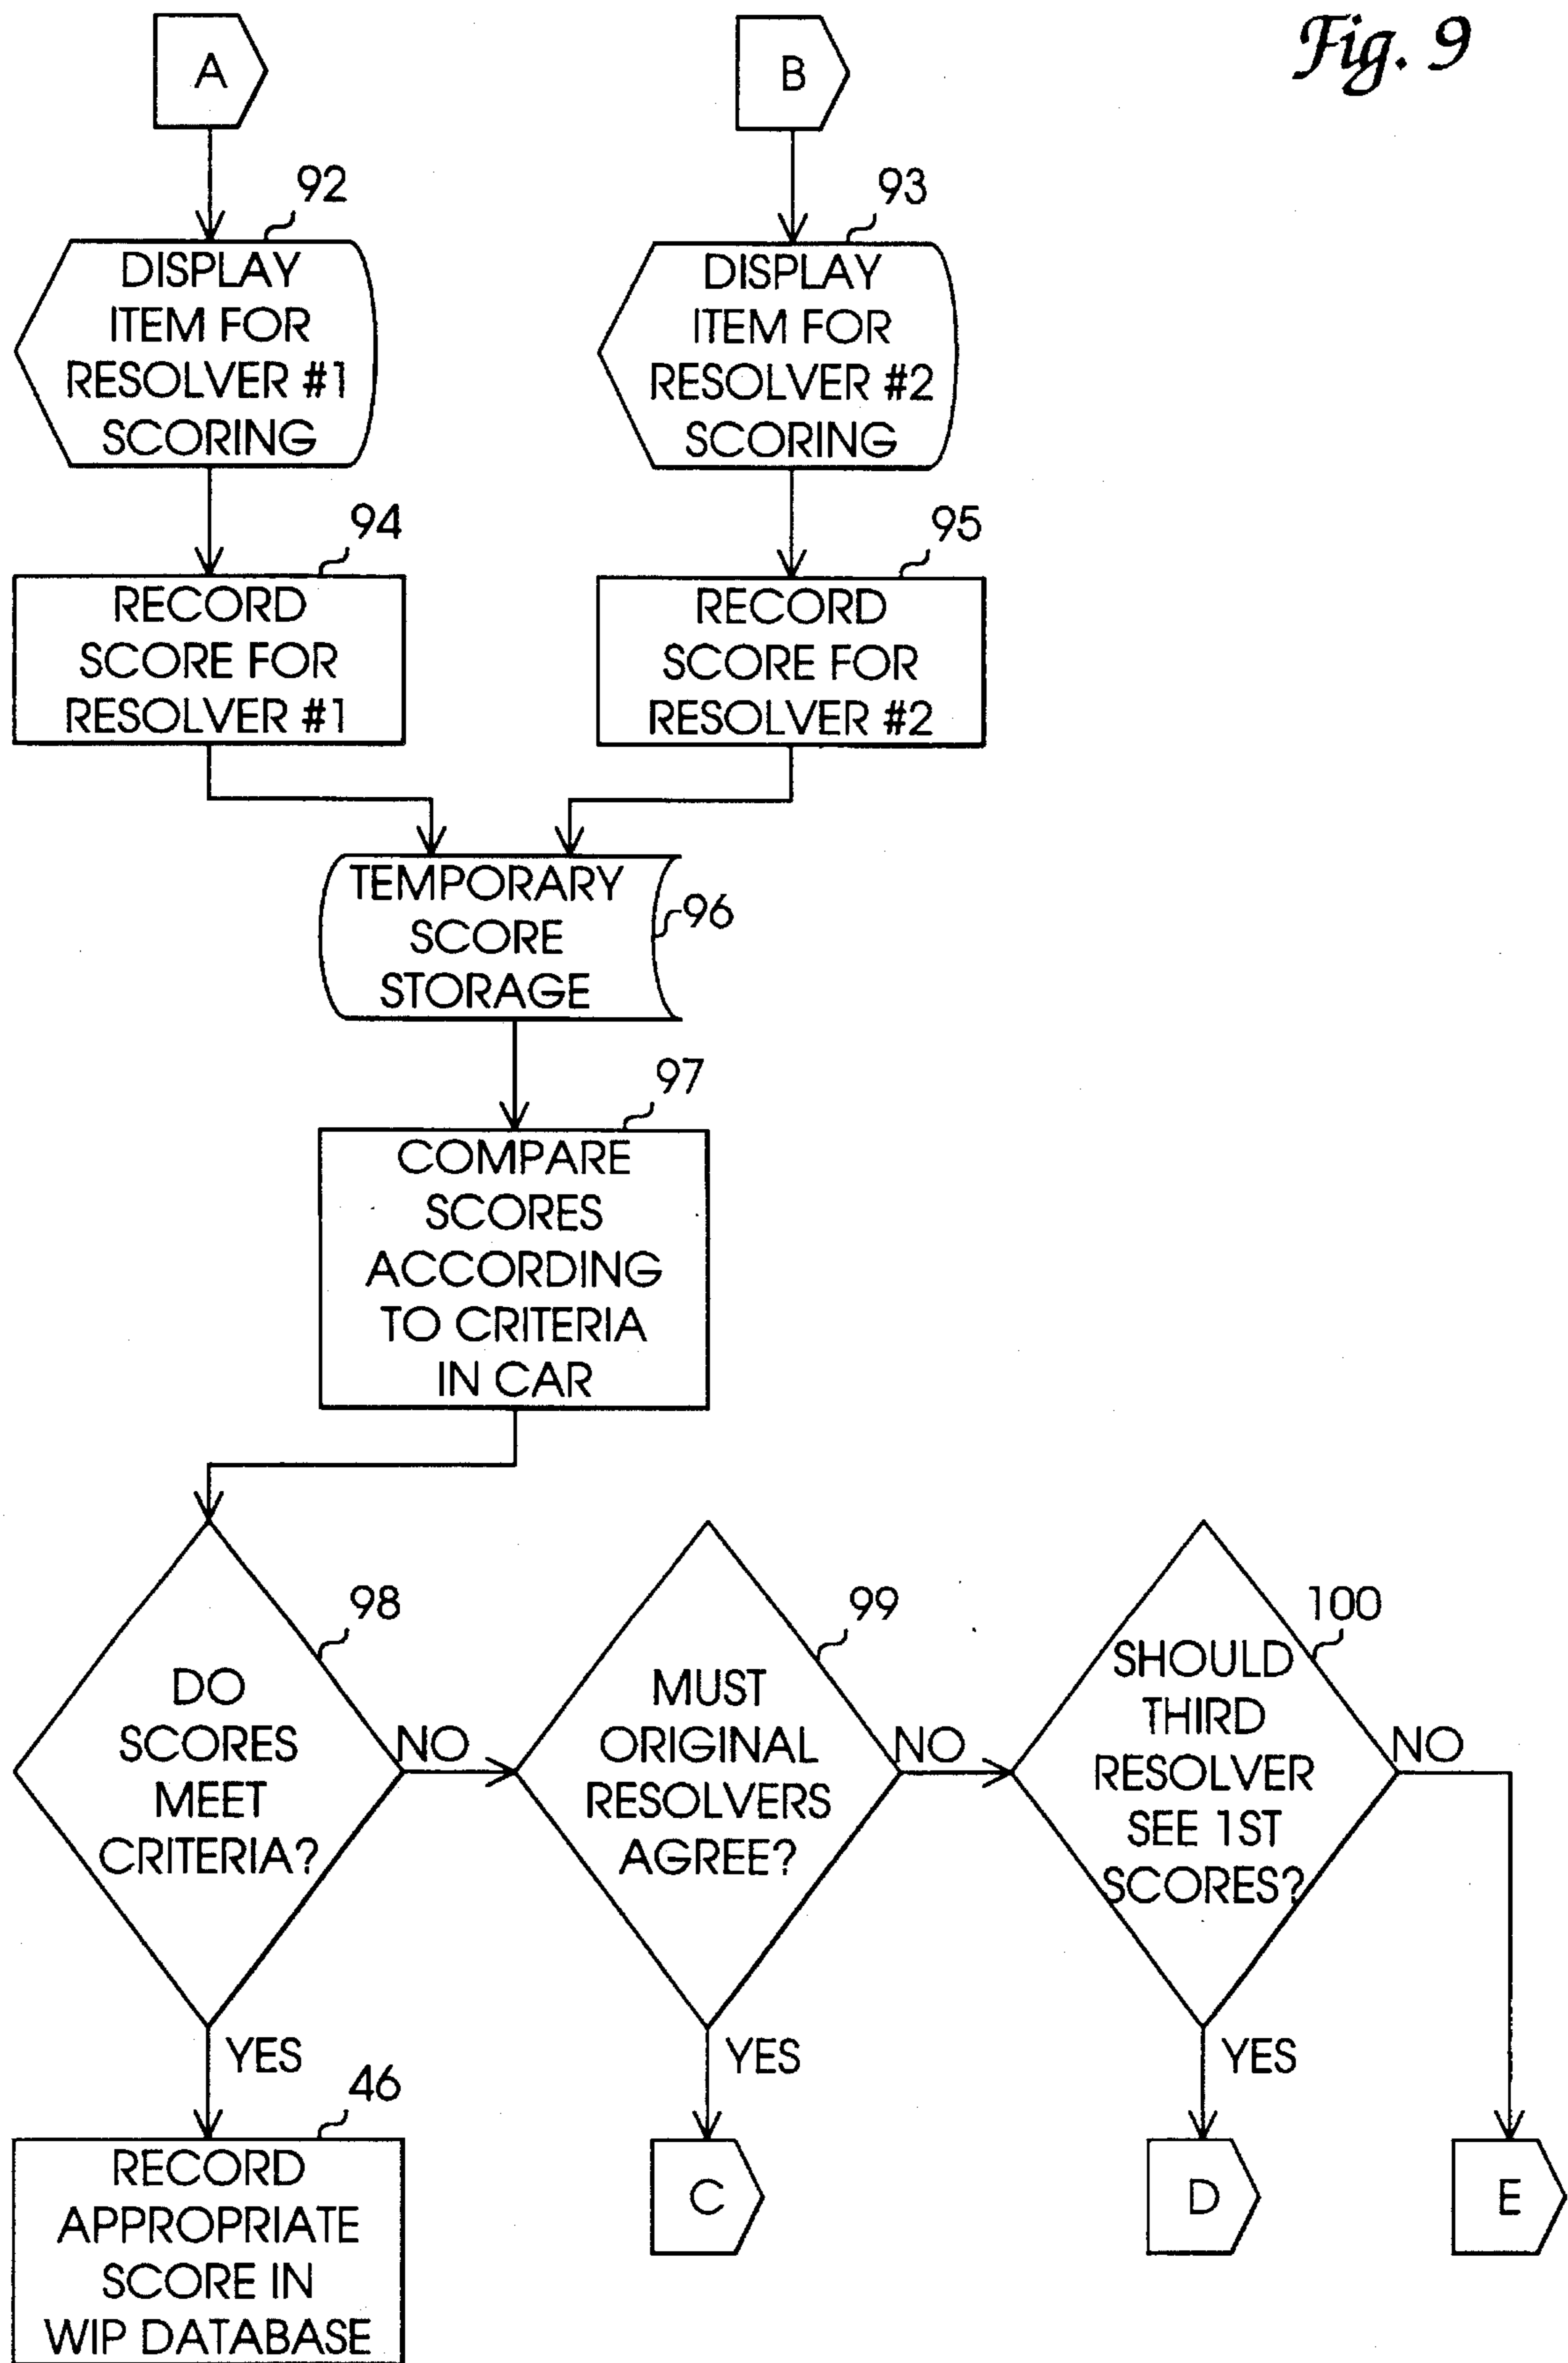 Fig. 9
A
B
92
93
DISPLAY
ITEM FOR
RESOLVER #1
SCORING
DISPLAY
ITEM FOR
RESOLVER #2
SCORING
94
95
RECORD
SCORE FOR
RESOLVER #1
RECORD
SCORE FOR
RESOLVER #2
TEMPORARY
SCORE
STORAGE
96
97
COMPARE
SCORES
ACCORDING
TO CRITERIA
IN CAR
98
DO
SCORES
MEET
CRITERIA?
NO
YES
99
MUST
ORIGINAL
RESOLVERS
AGREE?
NO
YES
100
SHOULD
THIRD
RESOLVER
SEE 1ST
SCORES?
NO
YES
46
RECORD
APPROPRIATE
SCORE IN
WIP DATABASE
C
D
E